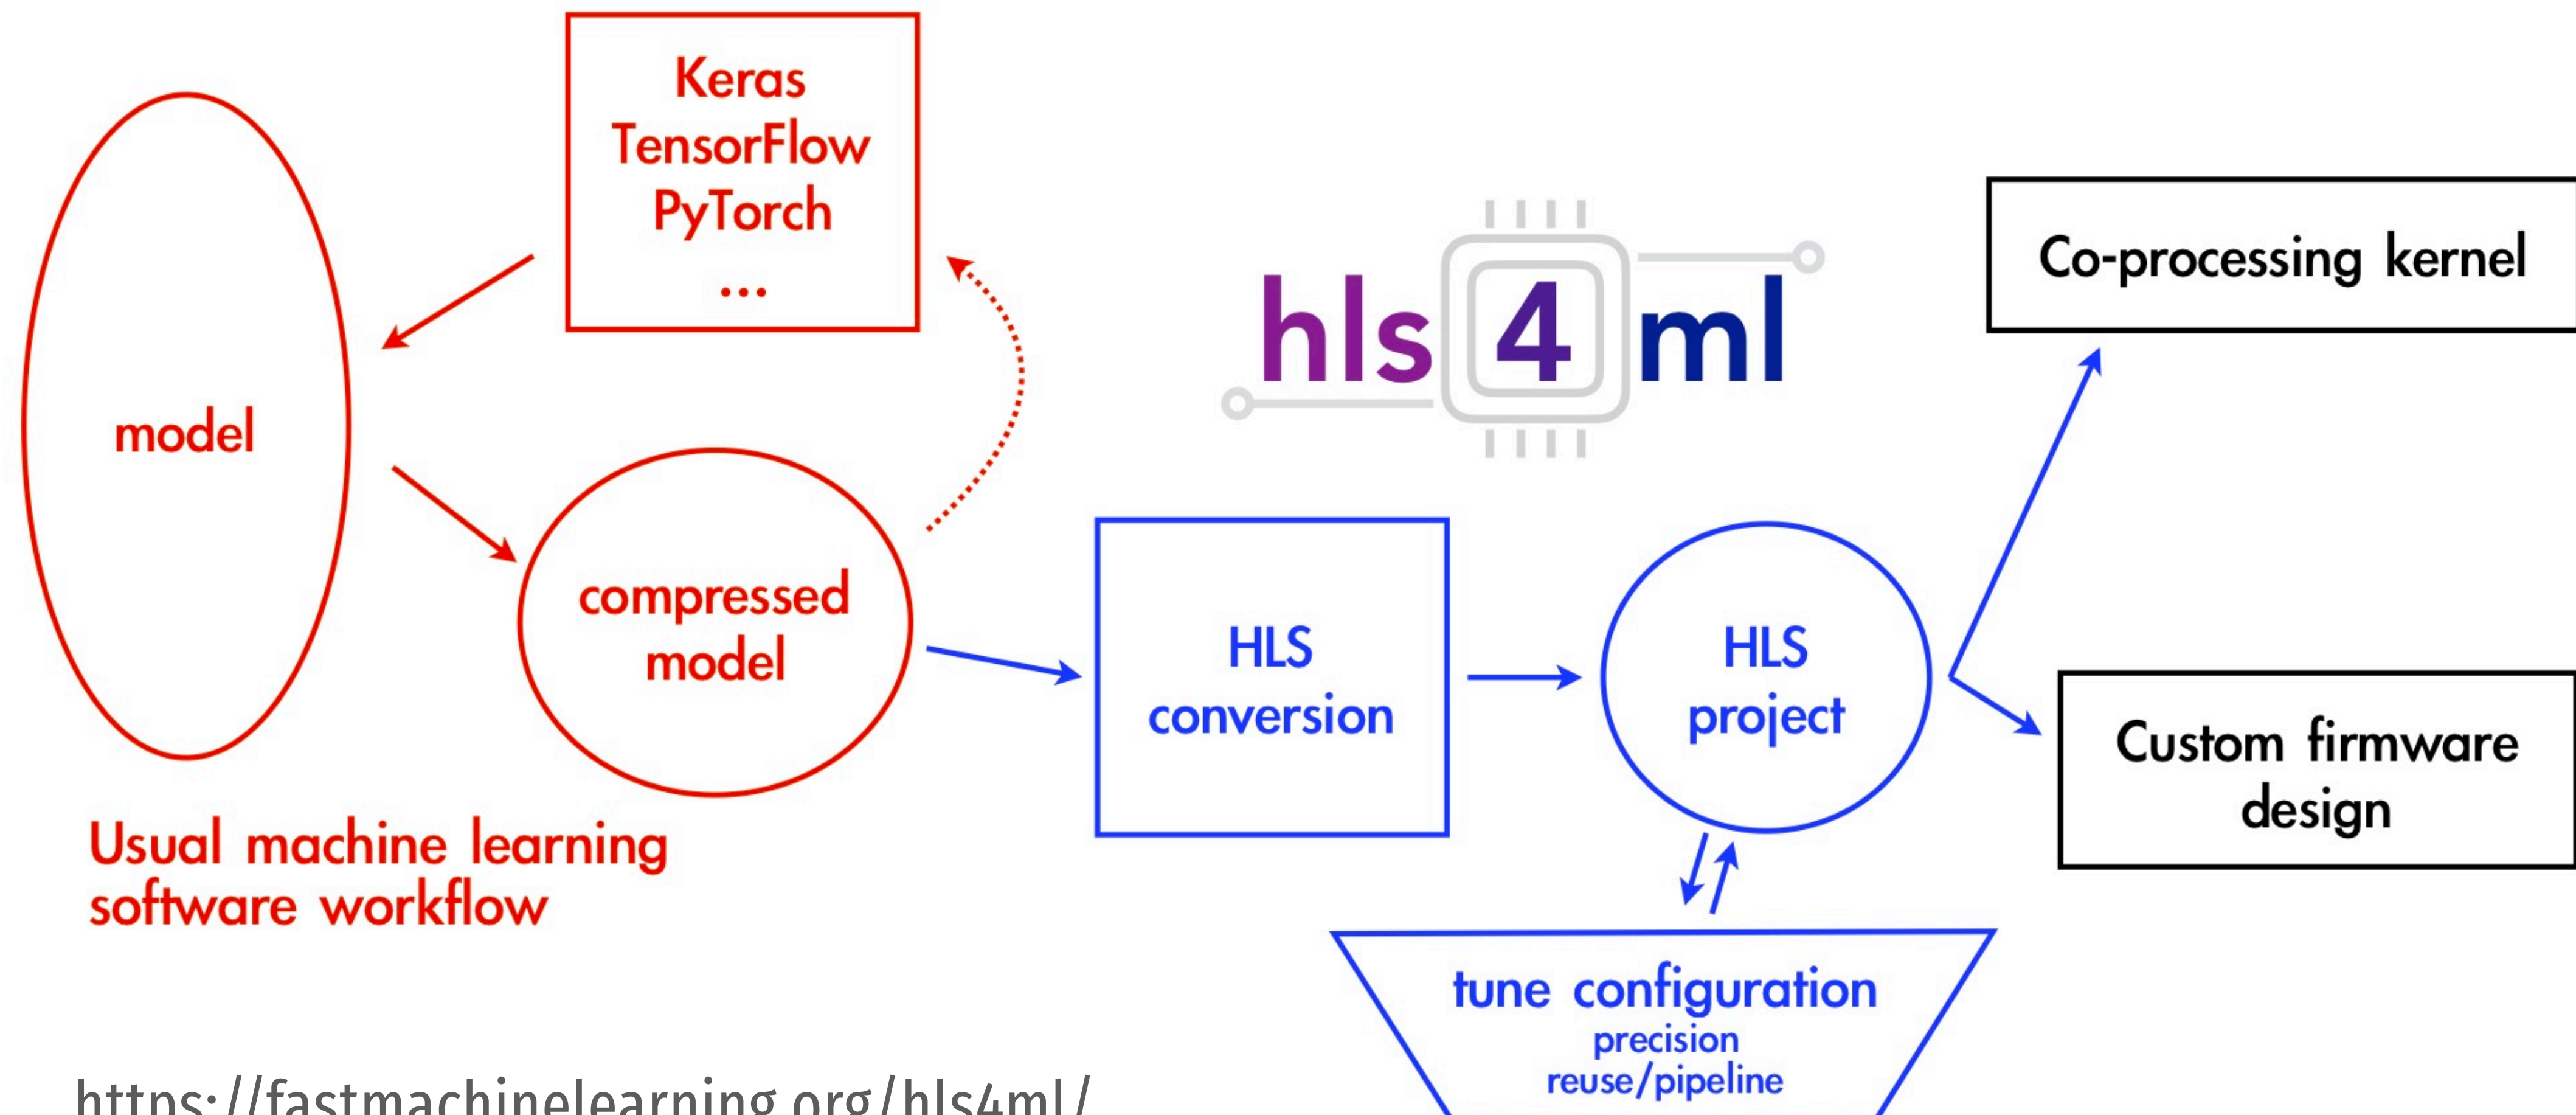 Keras
TensorFlow
PyTorch
...
model
compressed
model
Usual machine learning
software workflow
hls 4 ml
HLS
conversion
HLS
project
tune configuration
precision
reuse/pipeline
Co-processing kernel
Custom firmware
design
https://fastmachinelearning.org/hls4ml/